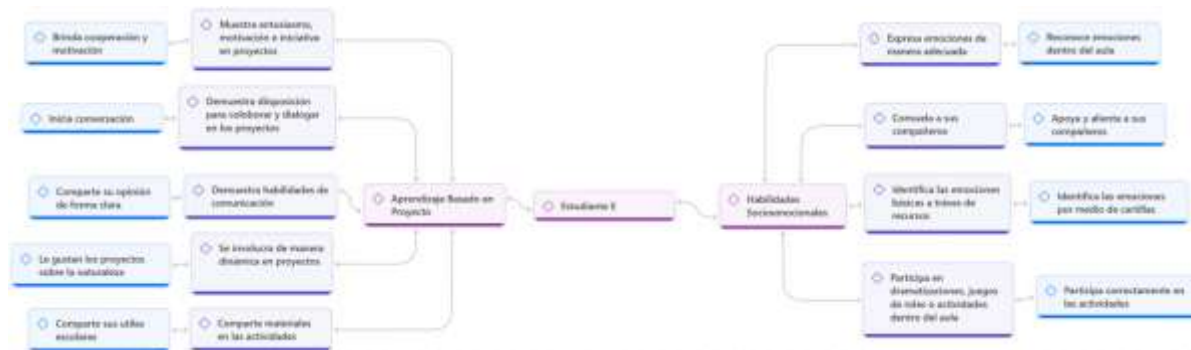 Brinda cooperación y
motivación
Muestra entusiasmo,
motivación e iniciativa
en proyectos
Inicia conversación
Demuestra disposición
para colaborar y dialogar
en los proyectos
Comparte su opinión
de forma clara
Demuestra habilidades de
comunicación
Le gustan los proyectos
sobre la naturaleza
Se involucra de manera
dinámica en proyectos
Comparte sus utiles
escolares
Comparte materiales
en las actividades
Aprendizaje Basado en
Proyecto
Estudiante E
Habilidades
Socioemocionales
Expresa emociones de
manera adecuada
Reconoce emociones
dentro del aula
Consuela a sus
compañeros
Apoya y alienta a sus
compañeros
Identifica las emociones
básicas a través de
recursos
Identifica las emociones
por medio de cartillas
Participa en
dramatizaciones, juegos
de roles o actividades
dentro del aula
Participa correctamente en
las actividades